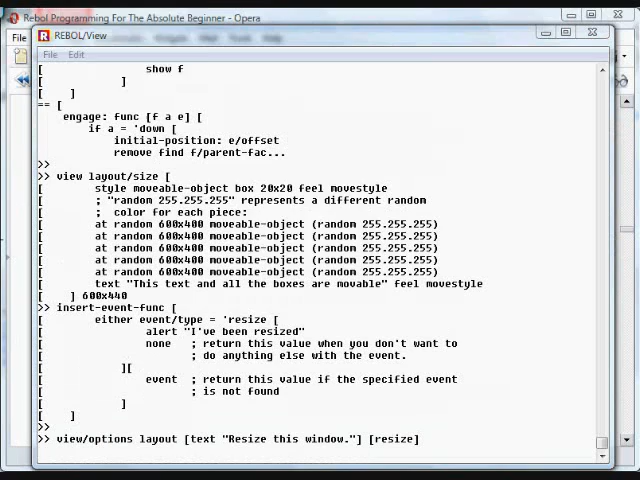 Rebol Programming For The Absolute Beginner - Opera
File
REBOL/View
File Edit
[ show f
[ ]
[ ]
== [
engage: func [f a e] [
if a = 'down [
initial-position: e/offset
remove find f/parent-fac...
>>
>> view layout/size [
[ style moveable-object box 20x20 feel movestyle
[ ; "random 255.255.255" represents a different random
[ ; color for each piece:
[ at random 600x400 moveable-object (random 255.255.255)
[ at random 600x400 moveable-object (random 255.255.255)
[ at random 600x400 moveable-object (random 255.255.255)
[ at random 600x400 moveable-object (random 255.255.255)
[ at random 600x400 moveable-object (random 255.255.255)
[ text "This text and all the boxes are movable" feel movestyle
[ ] 600x440
>> insert-event-func [
[ either event/type = 'resize [
[ alert "I've been resized"
[ none ; return this value when you don't want to
[ ; do anything else with the event.
[ ][
[ event ; return this value if the specified event
[ ; is not found
[ ]
[ ]
>>
>> view/options layout [text "Resize this window."] [resize]